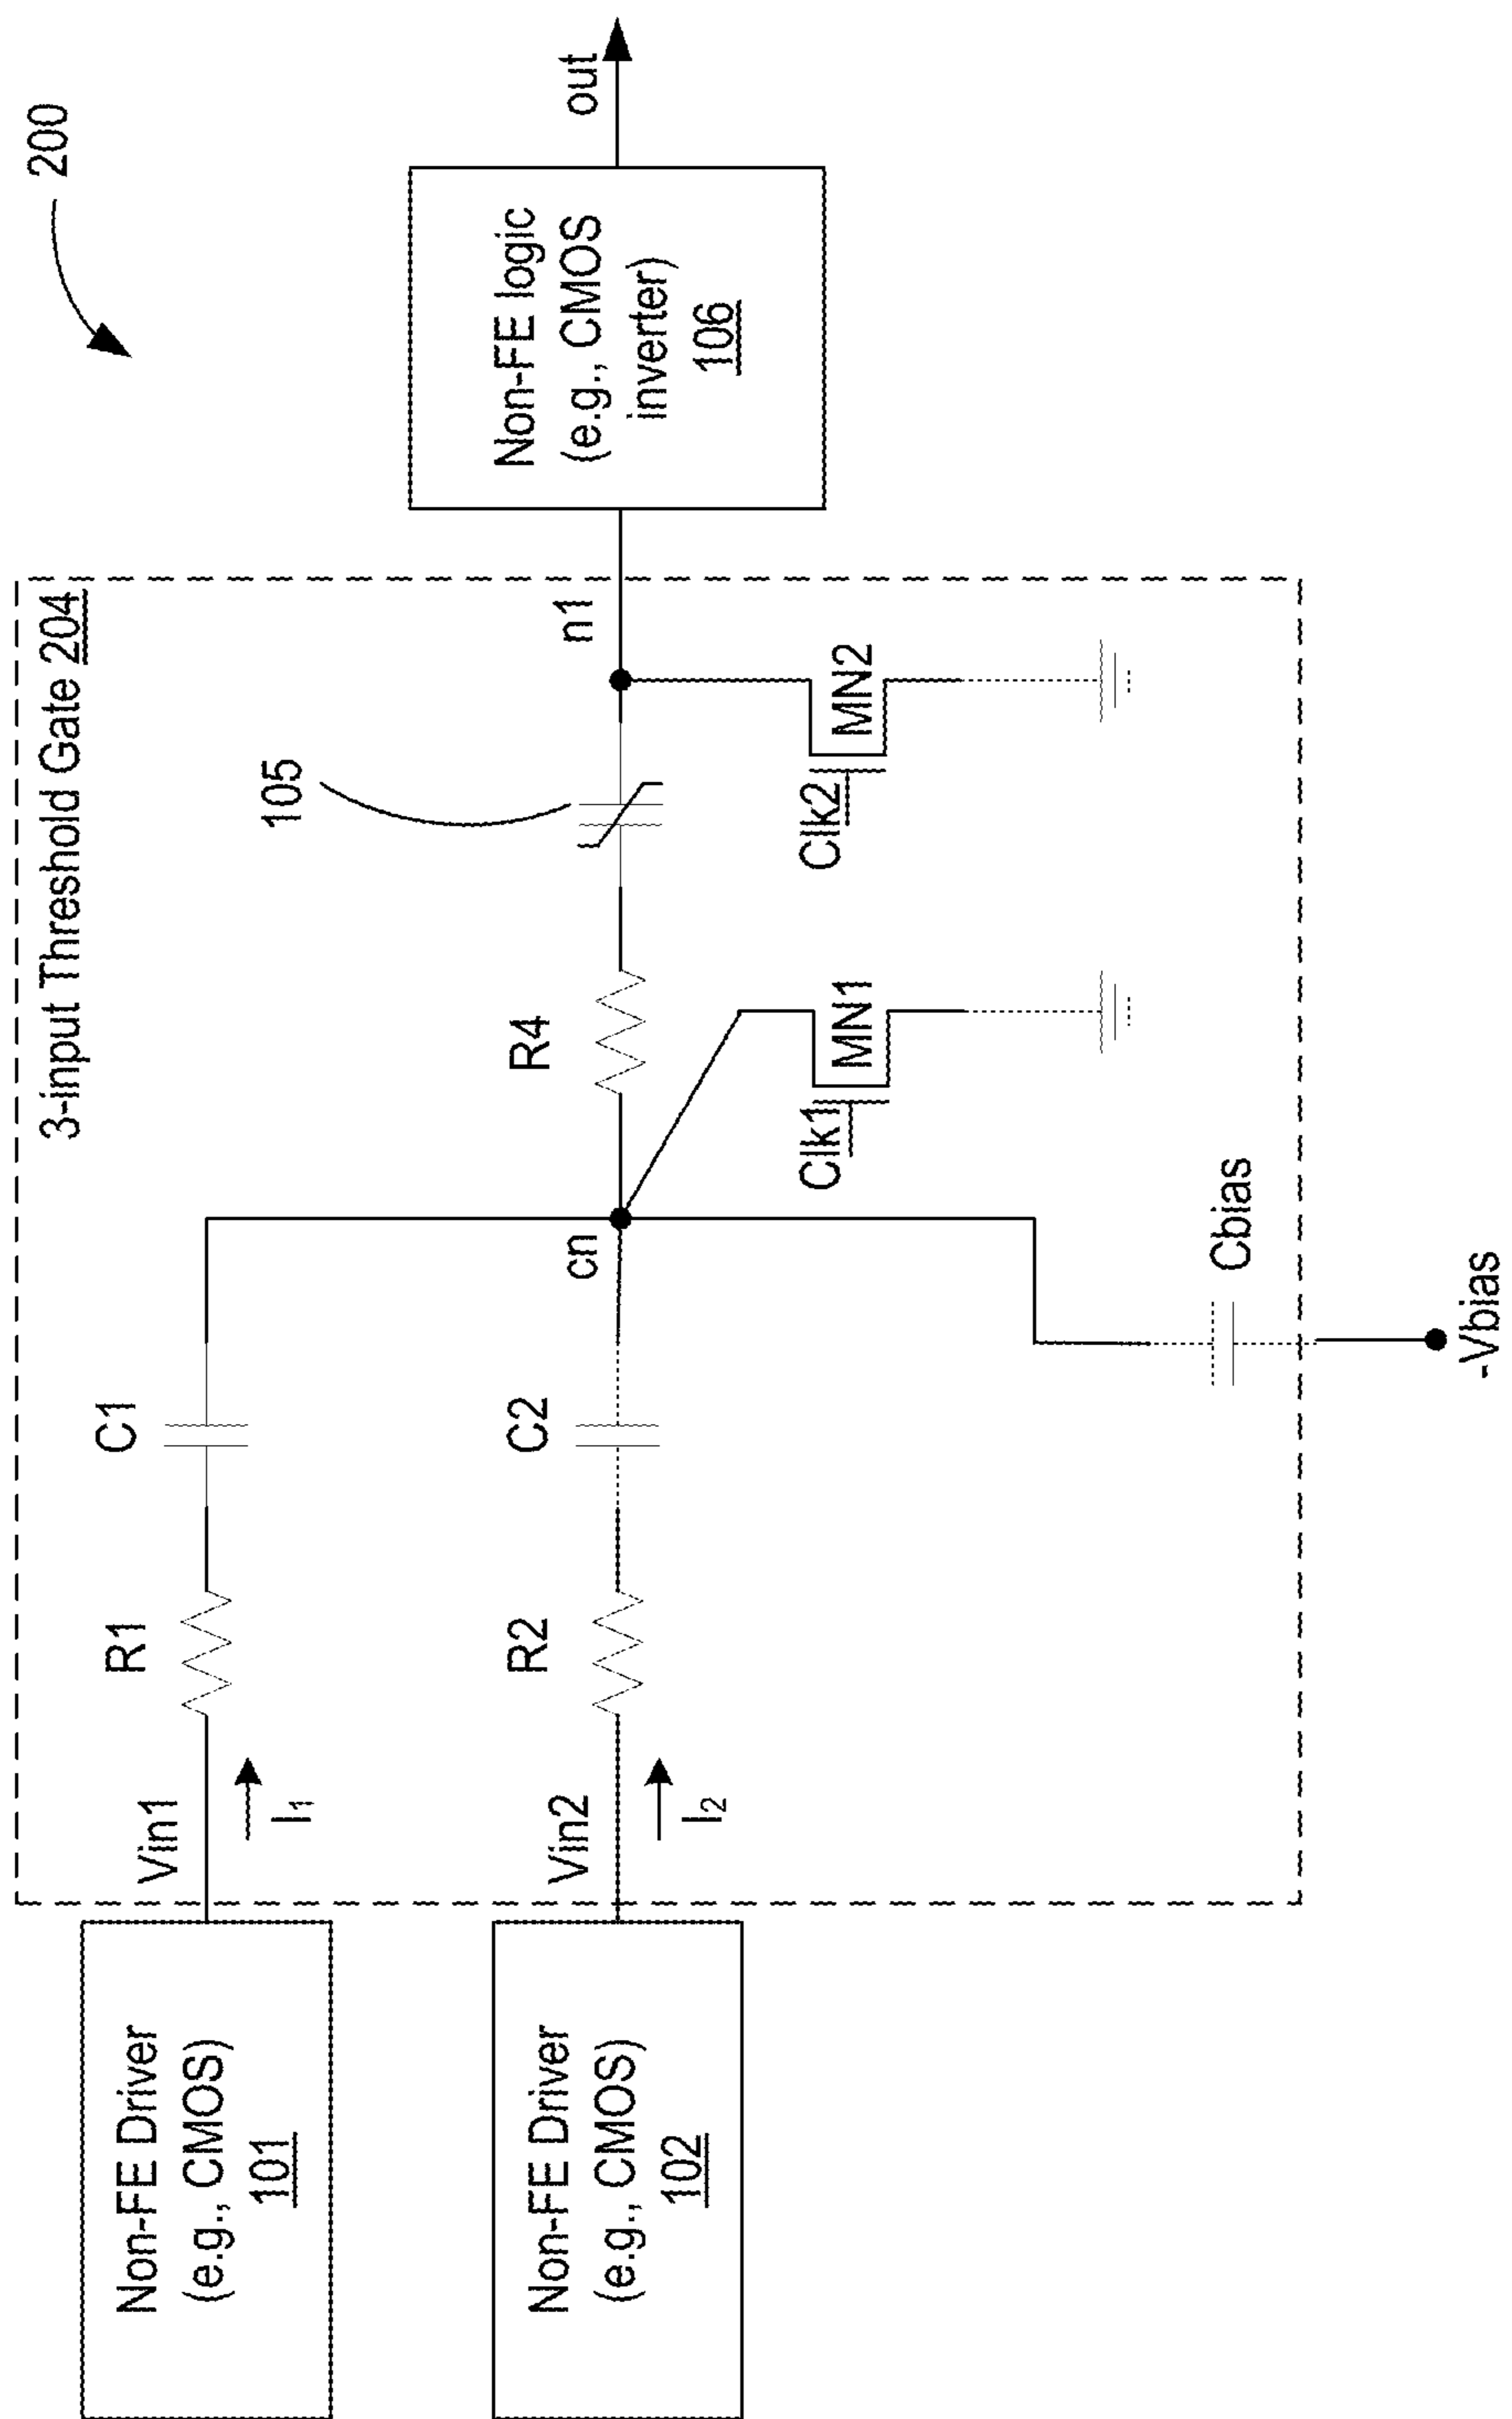 200
3-input Threshold Gate 204
Non-FE Driver
(e.g., CMOS)
101
Vin1
I₁
R1
C1
105
Non-FE Driver
(e.g., CMOS)
102
Vin2
I₂
R2
C2
cn
R4
n1
Non-FE logic
(e.g., CMOS
inverter)
106
out
Clk1
MN1
Clk2
MN2
Cbias
-Vbias